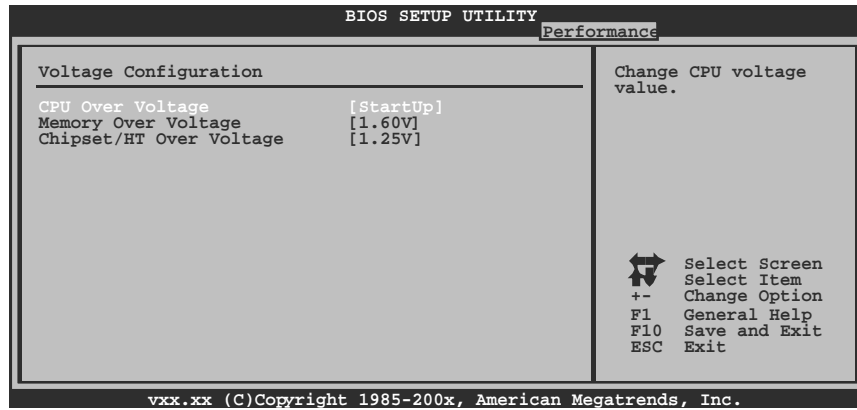 BIOS SETUP UTILITY
Performance
Voltage Configuration
CPU Over Voltage [StartUp]
Memory Over Voltage [1.60V]
Chipset/HT Over Voltage [1.25V]
Change CPU voltage
value.
Select Screen
Select Item
+- Change Option
F1 General Help
F10 Save and Exit
ESC Exit
vxx.xx (C)Copyright 1985-200x, American Megatrends, Inc.